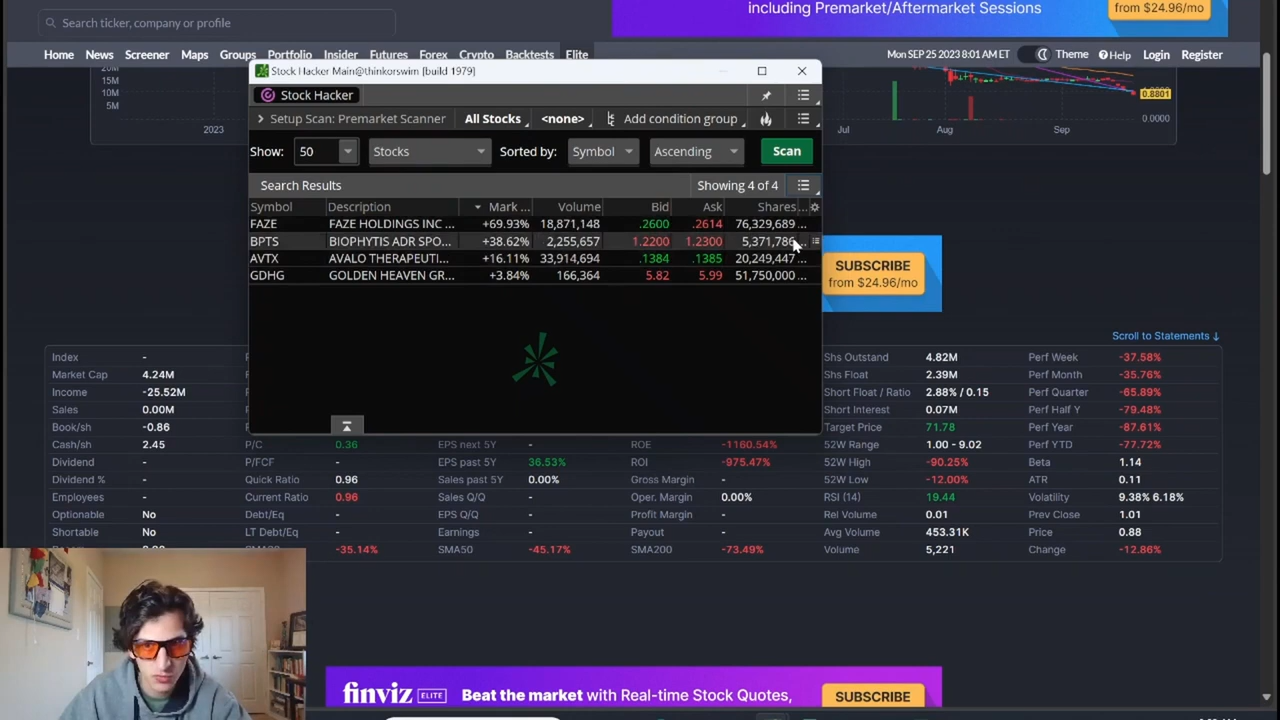 including Premarket/Aftermarket Sessions
from $24.96/mo
Search ticker, company or profile
Home News Screener Maps Groups Portfolio Insider Futures Forex Crypto Backtests Elite
Mon SEP 25 2023 8:01 AM ET Theme Help Login Register
15M
10M
5M
2023
Jul Aug Sep
0.8801
0.0000
Stock Hacker Main@thinkorswim [build 1979]
Stock Hacker
Setup Scan: Premarket Scanner All Stocks <none> Add condition group
Show: 50 Stocks Sorted by: Symbol Ascending Scan
Search Results Showing 4 of 4
Symbol Description Mark ... Volume Bid Ask Shares ...
FAZE FAZE HOLDINGS INC ... +69.93% 18,871,148 .2600 .2614 76,329,689 ...
BPTS BIOPHYTIS ADR SPO... +38.62% 2,255,657 1.2200 1.2300 5,371,786 ...
AVTX AVALO THERAPEUTI... +16.11% 33,914,694 .1384 .1385 20,249,447 ...
GDHG GOLDEN HEAVEN GR... +3.84% 166,364 5.82 5.99 51,750,000 ...
SUBSCRIBE
from $24.96/mo
Scroll to Statements ↓
Index - Shs Outstand 4.82M Perf Week -37.58%
Market Cap 4.24M Shs Float 2.39M Perf Month -35.76%
Income -25.52M Short Float / Ratio 2.88% / 0.15 Perf Quarter -65.89%
Sales 0.00M Short Interest 0.07M Perf Half Y -79.48%
Book/sh -0.86 Target Price 71.78 Perf Year -87.61%
Cash/sh 2.45 P/C 0.36 EPS next 5Y - ROE -1160.54% 52W Range 1.00 - 9.02 Perf YTD -77.72%
Dividend - P/FCF - EPS past 5Y 36.53% ROI -975.47% 52W High -90.25% Beta 1.14
Dividend % - Quick Ratio 0.96 Sales past 5Y 0.00% Gross Margin - 52W Low -12.00% ATR 0.11
Employees - Current Ratio 0.96 Sales Q/Q - Oper. Margin 0.00% RSI (14) 19.44 Volatility 9.38% 6.18%
Optionable No Debt/Eq - EPS Q/Q - Profit Margin - Rel Volume 0.01 Prev Close 1.01
Shortable No LT Debt/Eq - Earnings - Payout - Avg Volume 453.31K Price 0.88
-35.14% SMA50 -45.17% SMA200 -73.49% Volume 5,221 Change -12.86%
finviz ELITE Beat the market with Real-time Stock Quotes, SUBSCRIBE